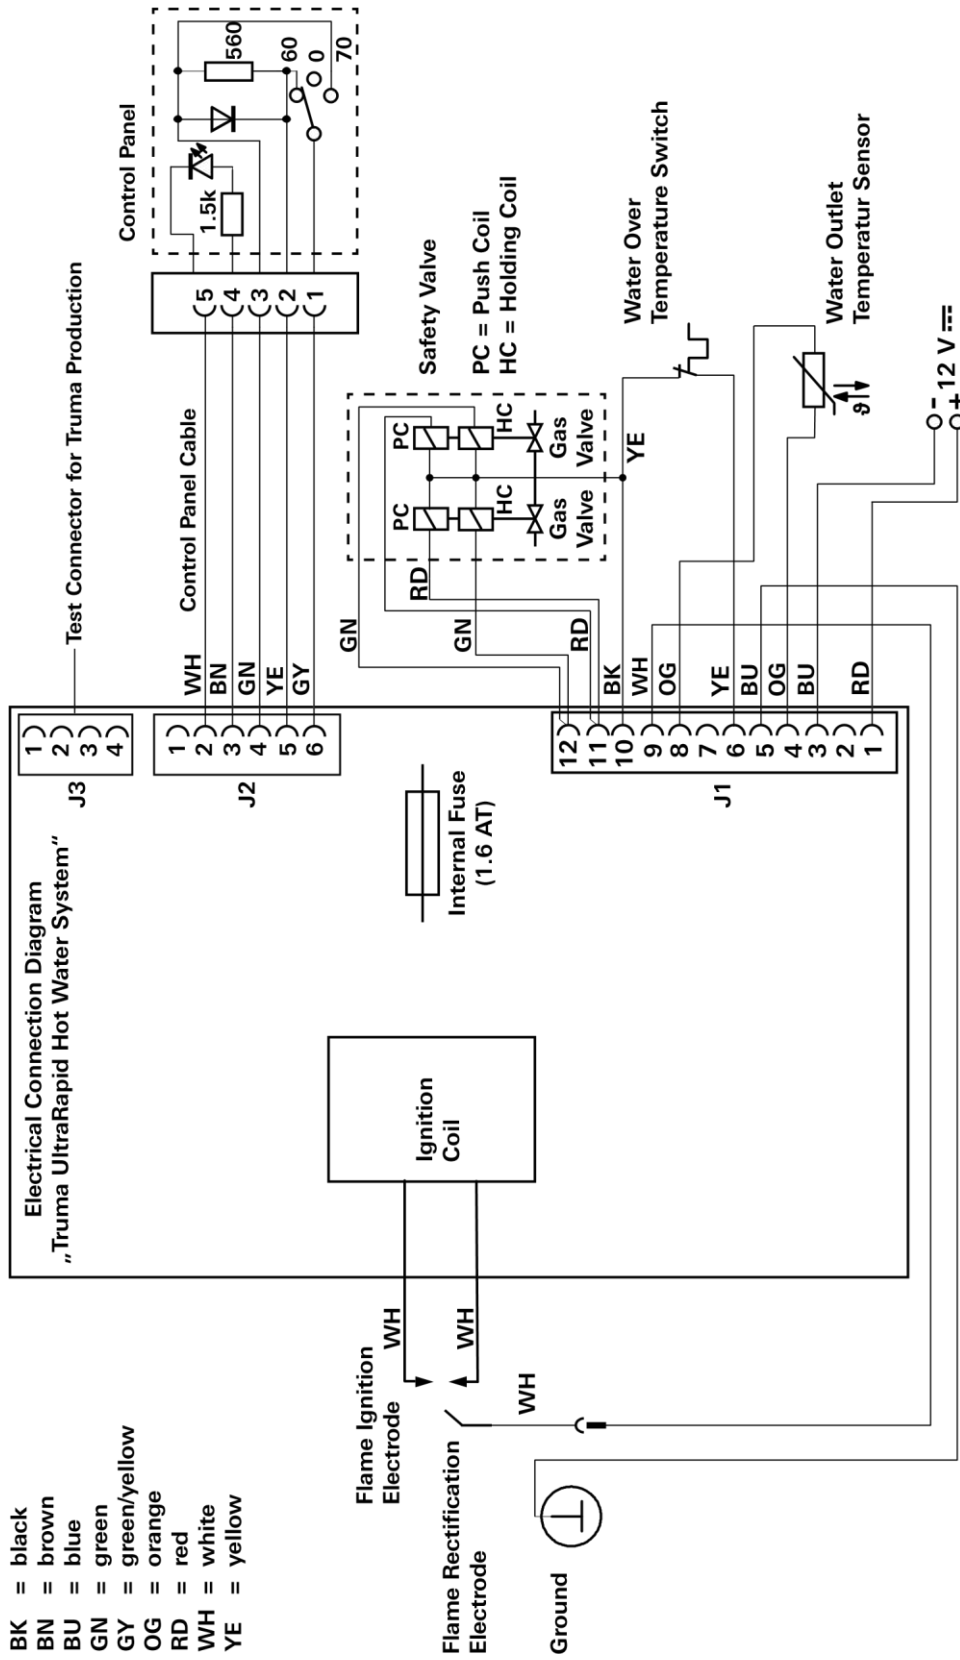 Electrical Connection Diagram
„Truma UltraRapid Hot Water System“
BK = black
BN = brown
BU = blue
GN = green
GY = green/yellow
OG = orange
RD = red
WH = white
YE = yellow
Flame Ignition
Electrode
WH
WH
Flame Rectification
Electrode
WH
Ground
Ignition
Coil
Internal Fuse
(1.6 AT)
J3
1
2
3
4
Test Connector for Truma Production
J2
1
2
3
4
5
6
WH
BN
GN
YE
GY
Control Panel Cable
5
4
3
2
1
Control Panel
1.5k
560
60
0
70
J1
12
11
10
9
8
7
6
5
4
3
2
1
GN
RD
GN
RD
BK
WH
OG
YE
BU
OG
BU
RD
Safety Valve
PC = Push Coil
HC = Holding Coil
PC
PC
HC
HC
Gas
Valve
Gas
Valve
YE
Water Over
Temperature Switch
Water Outlet
Temperatur Sensor
ϑ
-
+
12 V